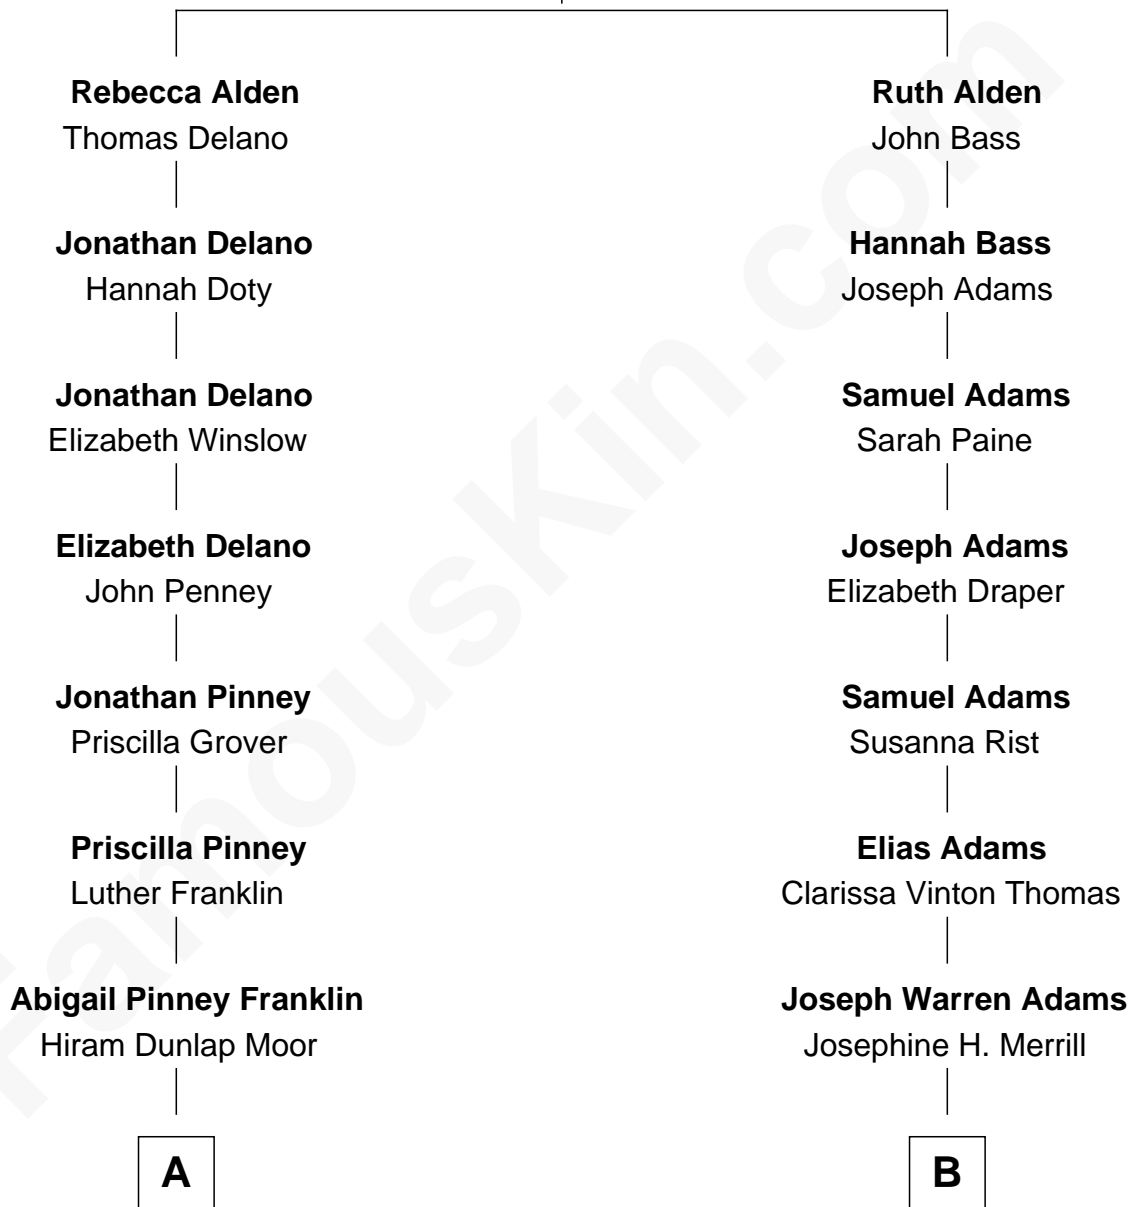 Rebecca Alden
Thomas Delano
Jonathan Delano
Hannah Doty
Jonathan Delano
Elizabeth Winslow
Elizabeth Delano
John Penney
Jonathan Pinney
Priscilla Grover
Priscilla Pinney
Luther Franklin
Abigail Pinney Franklin
Hiram Dunlap Moor
A
Ruth Alden
John Bass
Hannah Bass
Joseph Adams
Samuel Adams
Sarah Paine
Joseph Adams
Elizabeth Draper
Samuel Adams
Susanna Rist
Elias Adams
Clarissa Vinton Thomas
Joseph Warren Adams
Josephine H. Merrill
B
FamousKin.com